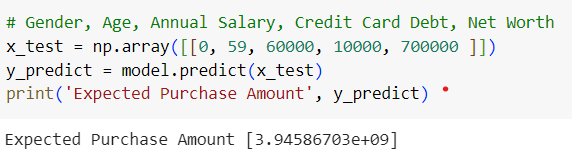 # Gender, Age, Annual Salary, Credit Card Debt, Net Worth
x_test = np.array([[0, 59, 60000, 10000, 700000 ]])
y_predict = model.predict(x_test)
print('Expected Purchase Amount', y_predict)
Expected Purchase Amount [3.94586703e+09]